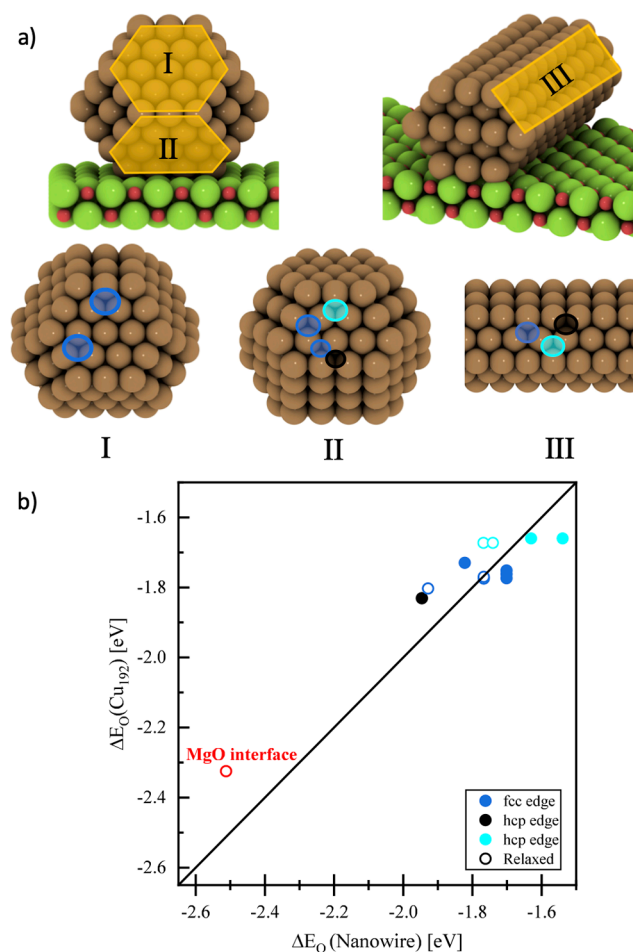 a)
I
II
III
I
II
III
b)
-1.6
-1.8
-2.0
-2.2
-2.4
-2.6
ΔE_O(Cu_192) [eV]
MgO interface
fcc edge
hcp edge
hcp edge
Relaxed
-2.6 -2.4 -2.2 -2.0 -1.8 -1.6
ΔE_O(Nanowire) [eV]